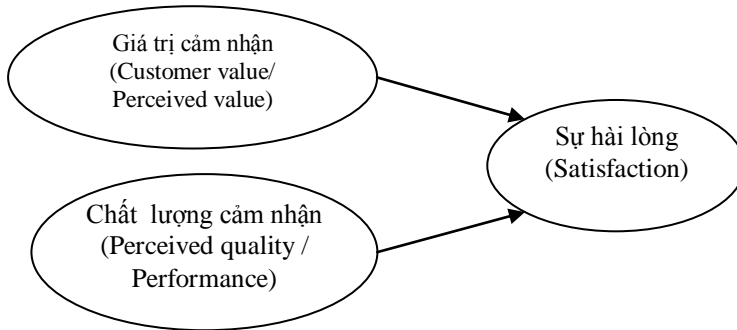 Giá trị cảm nhận
(Customer value/
Perceived value)
Sự hài lòng
(Satisfaction)
Chất lượng cảm nhận
(Perceived quality /
Performance)